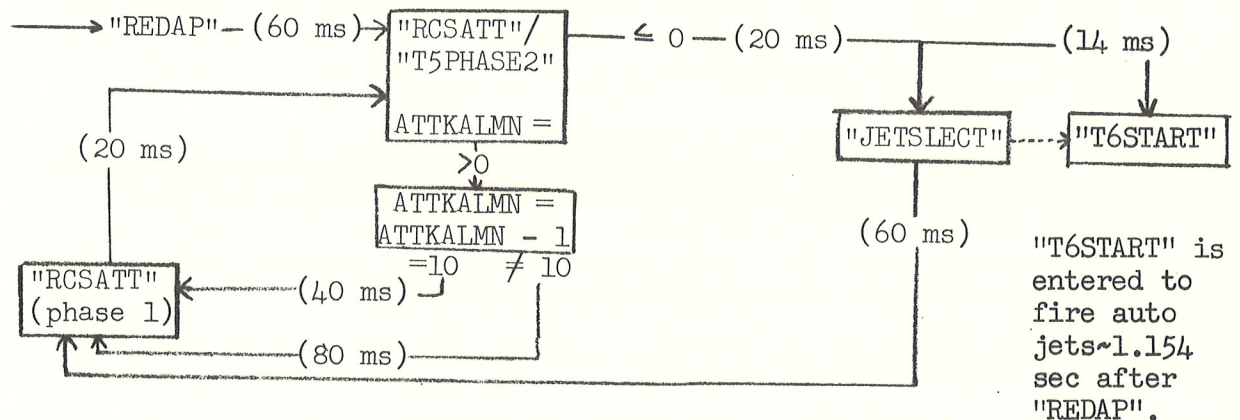 "REDAP"
(60 ms)
"RCSATT"/
"T5PHASE2"
ATTKALMN =
≤ 0
(20 ms)
(14 ms)
"JETSLECT"
"T6START"
(20 ms)
>0
ATTKALMN =
ATTKALMN - 1
=10 ≠ 10
(60 ms)
"RCSATT"
(phase 1)
(40 ms)
(80 ms)
"T6START" is
entered to
fire auto
jets~1.154
sec after
"REDAP".